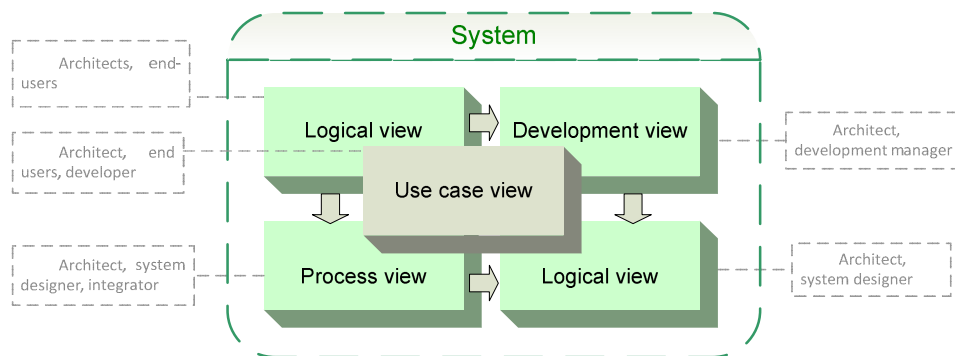 System
Architects, end-
users
Logical view
Development view
Architect,
development manager
Architect, end
users, developer
Use case view
Architect, system
designer, integrator
Process view
Logical view
Architect,
system designer